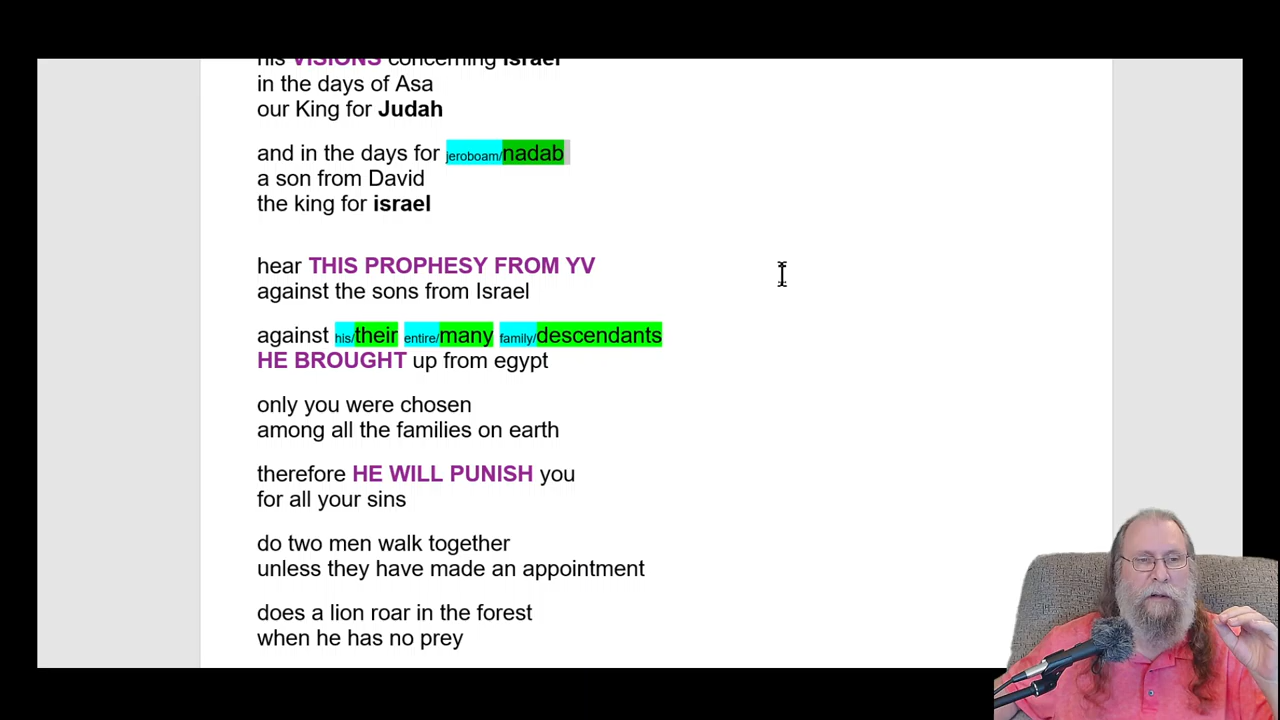 his VISIONS concerning Israel
in the days of Asa
our King for Judah
and in the days for jeroboam/nadab
a son from David
the king for israel
hear THIS PROPHESY FROM YV
against the sons from Israel
against his/their entire/many family/descendants
HE BROUGHT up from egypt
only you were chosen
among all the families on earth
therefore HE WILL PUNISH you
for all your sins
do two men walk together
unless they have made an appointment
does a lion roar in the forest
when he has no prey